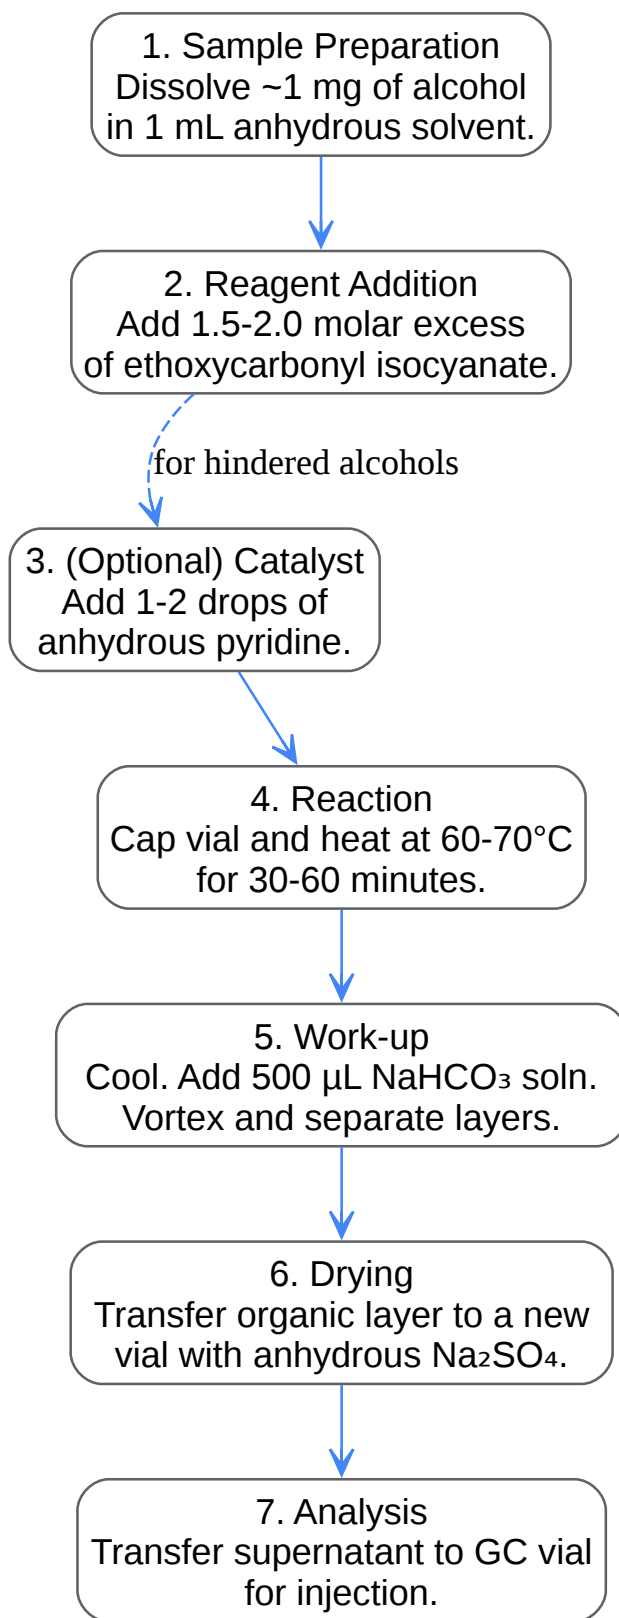 1. Sample Preparation
Dissolve ~1 mg of alcohol
in 1 mL anhydrous solvent.
2. Reagent Addition
Add 1.5-2.0 molar excess
of ethoxycarbonyl isocyanate.
for hindered alcohols
3. (Optional) Catalyst
Add 1-2 drops of
anhydrous pyridine.
4. Reaction
Cap vial and heat at 60-70°C
for 30-60 minutes.
5. Work-up
Cool. Add 500 µL NaHCO₃ soln.
Vortex and separate layers.
6. Drying
Transfer organic layer to a new
vial with anhydrous Na₂SO₄.
7. Analysis
Transfer supernatant to GC vial
for injection.